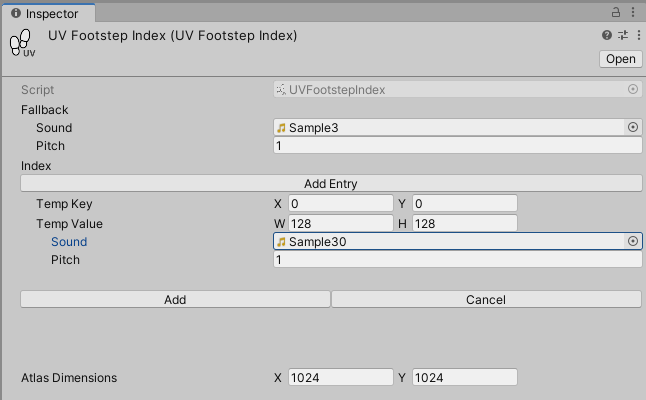 Inspector
UV Footstep Index (UV Footstep Index)
UV
Open
Script UVFootstepIndex
Fallback
Sound Sample3
Pitch 1
Index
Add Entry
Temp Key X 0 Y 0
Temp Value W 128 H 128
Sound Sample30
Pitch 1
Add Cancel
Atlas Dimensions X 1024 Y 1024